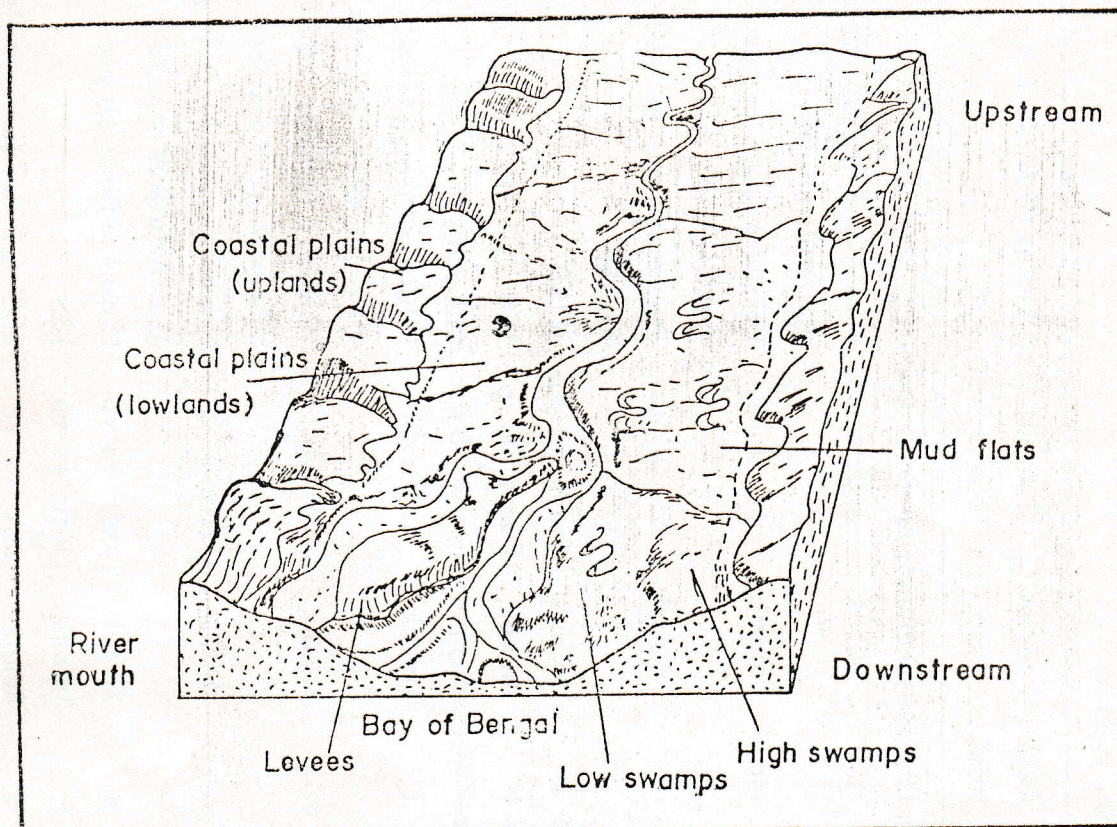 Upstream
Coastal plains
(uplands)
Coastal plains
(lowlands)
Mud flats
River
mouth
Downstream
Bay of Bengal
Levees
High swamps
Low swamps